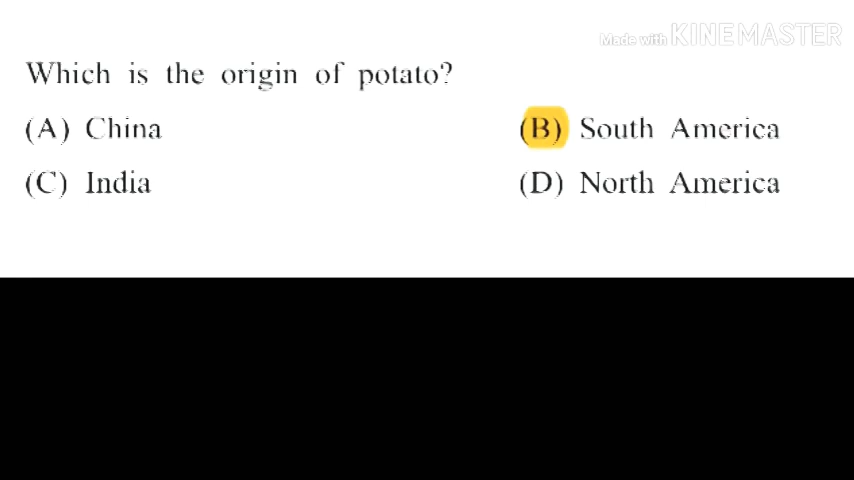 Made with KINEMASTER
Which is the origin of potato?
(A) China (B) South America
(C) India (D) North America